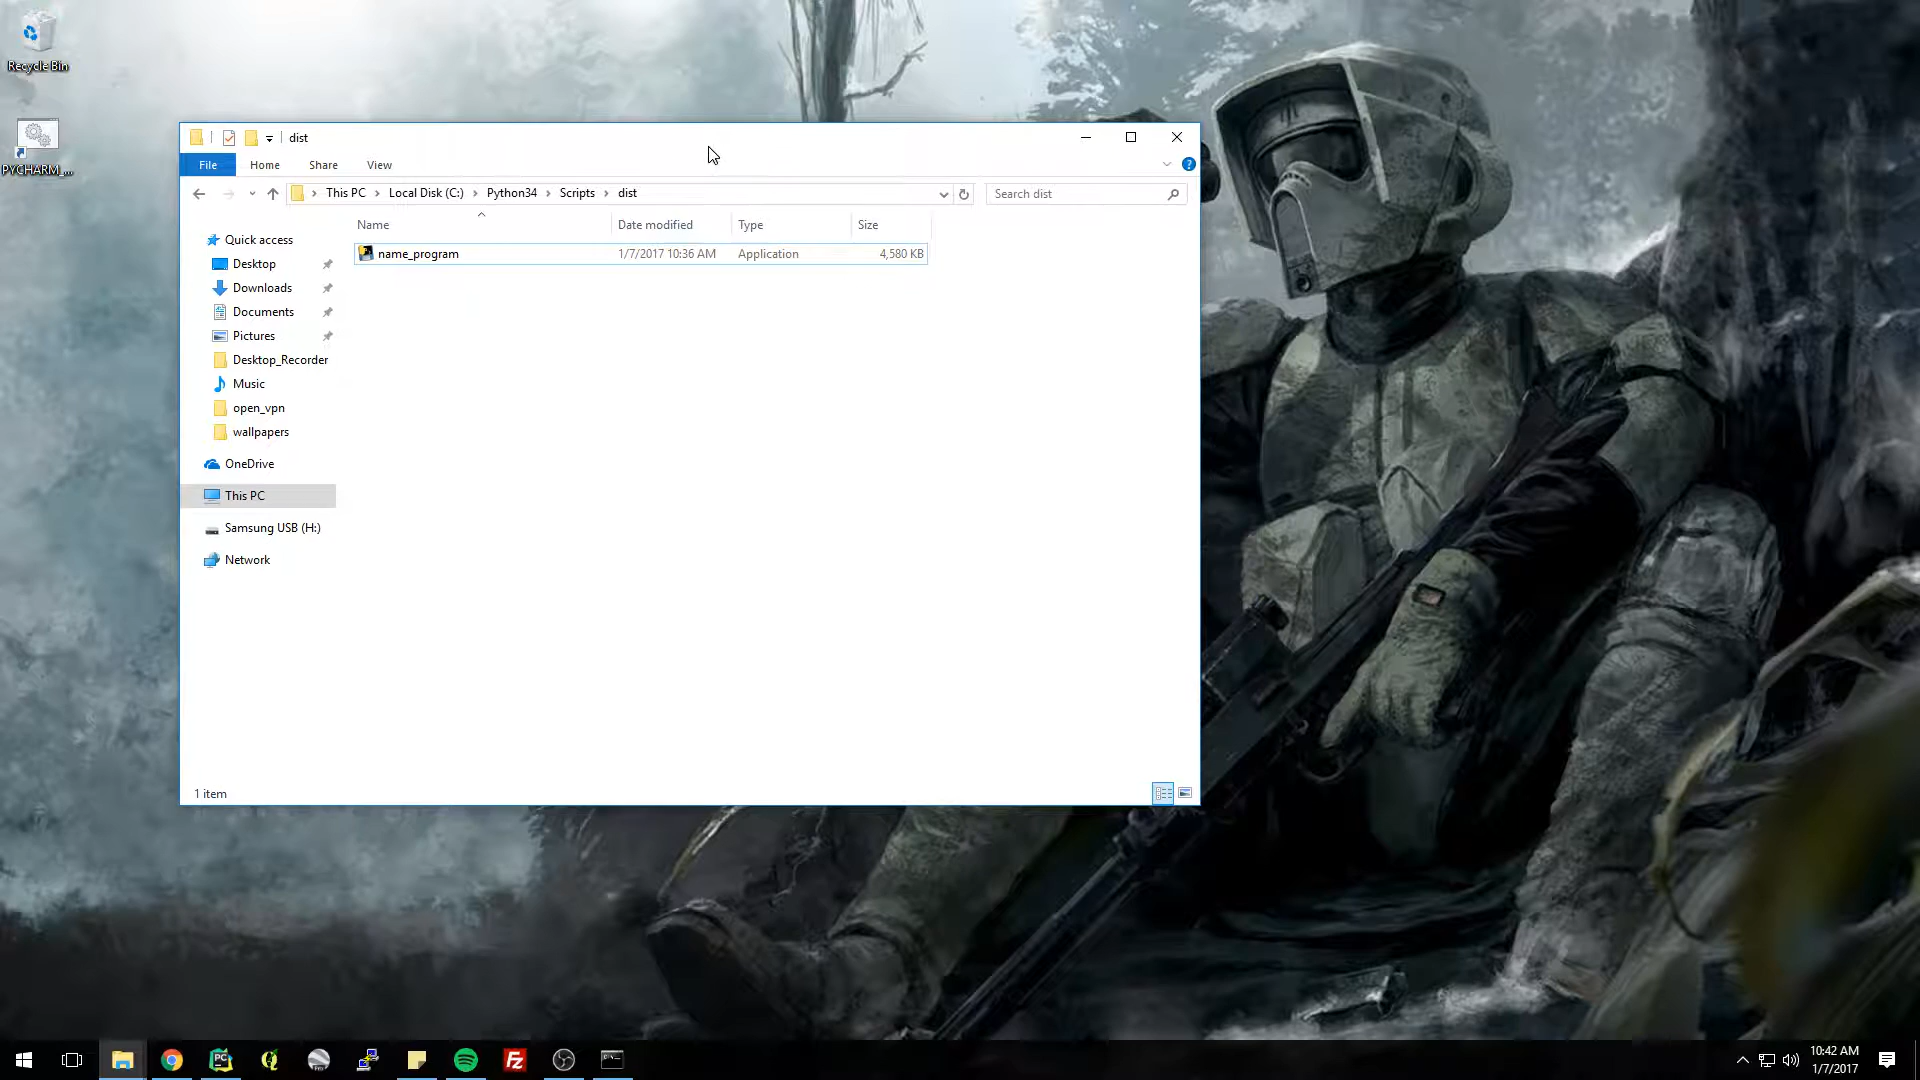 Recycle Bin
PYCHARM_...
dist
File Home Share View
This PC Local Disk (C:) Python34 Scripts dist
Search dist
Name Date modified Type Size
name_program 1/7/2017 10:36 AM Application 4,580 KB
Quick access
Desktop
Downloads
Documents
Pictures
Desktop_Recorder
Music
open_vpn
wallpapers
OneDrive
This PC
Samsung USB (H:)
Network
1 item
PC
Fz
10:42 AM
1/7/2017